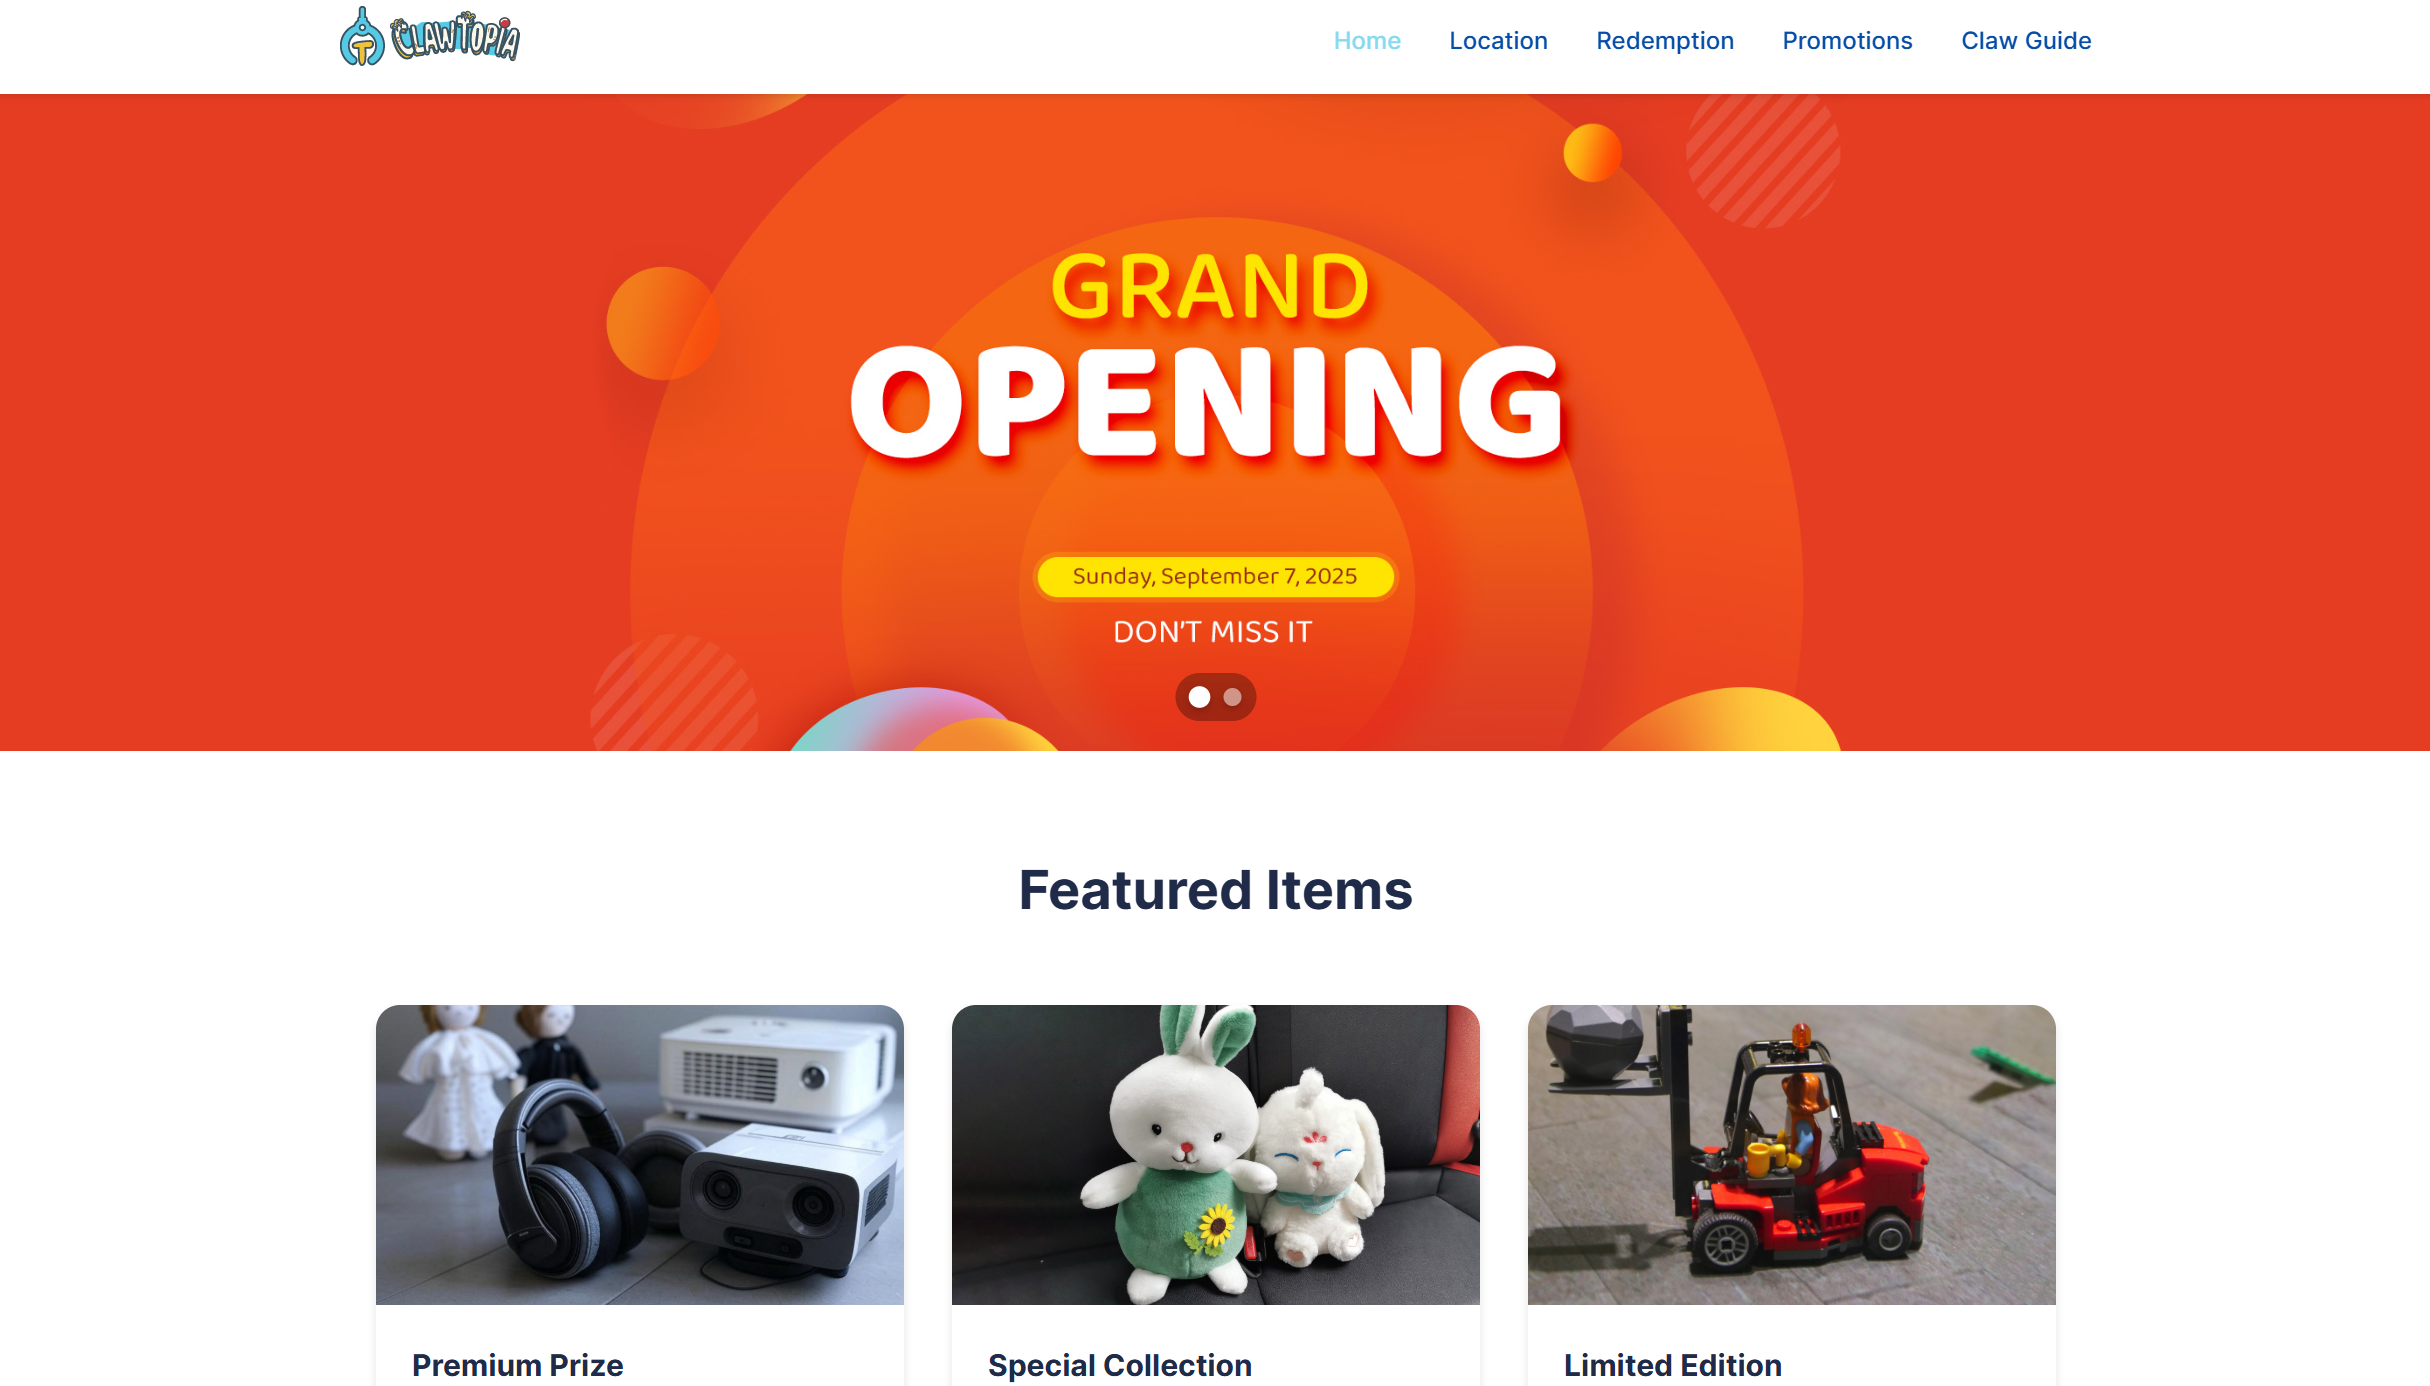 CLAWTOPIA
Home Location Redemption Promotions Claw Guide
GRAND
OPENING
Sunday, September 7, 2025
DON'T MISS IT
Featured Items
Premium Prize
Special Collection
Limited Edition